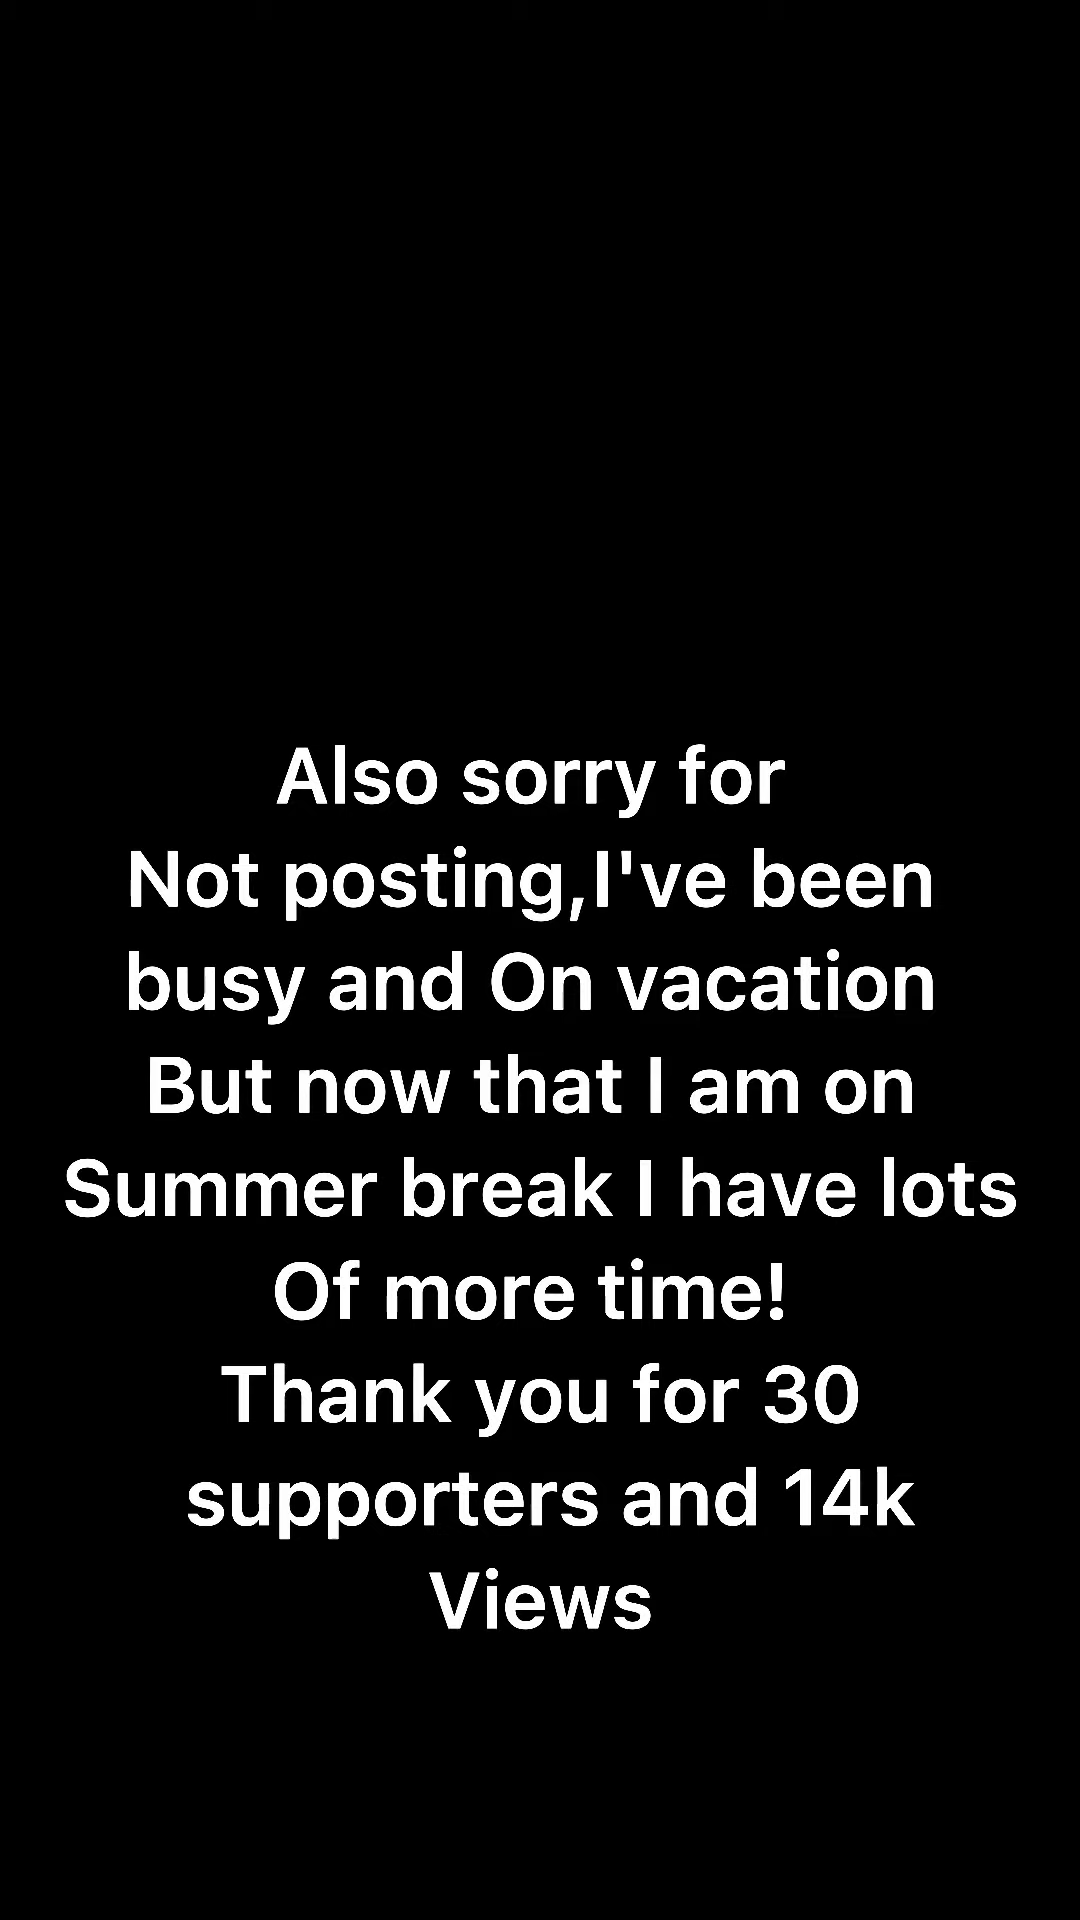 Also sorry for
Not posting,I've been
busy and On vacation
But now that I am on
Summer break I have lots
Of more time!
Thank you for 30
supporters and 14k
Views